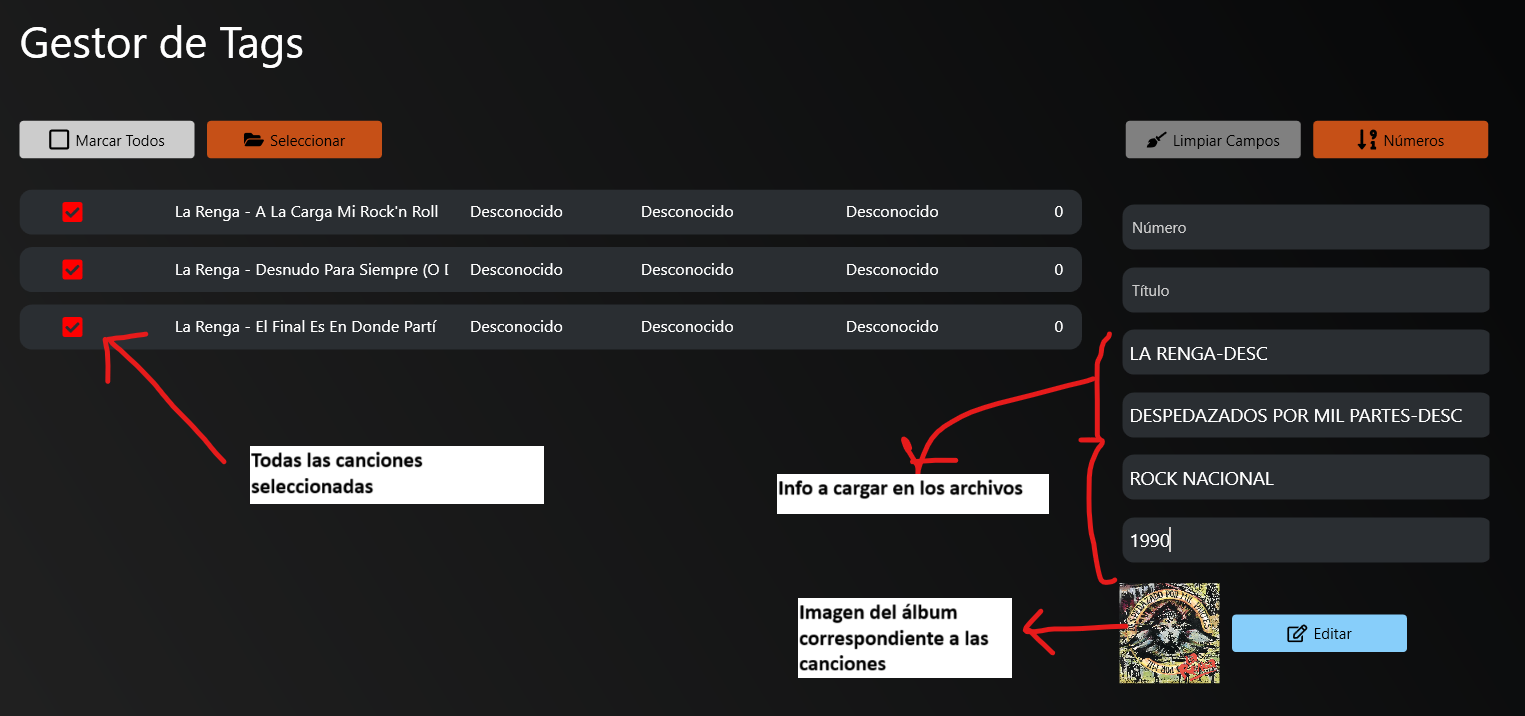 Gestor de Tags
Marcar Todos
Seleccionar
Limpiar Campos
Números
La Renga - A La Carga Mi Rock'n Roll Desconocido Desconocido Desconocido 0
La Renga - Desnudo Para Siempre (O Desconocido Desconocido Desconocido 0
La Renga - El Final Es En Donde Partí Desconocido Desconocido Desconocido 0
Número
Título
LA RENGA-DESC
DESPEDAZADOS POR MIL PARTES-DESC
ROCK NACIONAL
1990
Todas las canciones
seleccionadas
Info a cargar en los archivos
Imagen del álbum
correspondiente a las
canciones
Editar